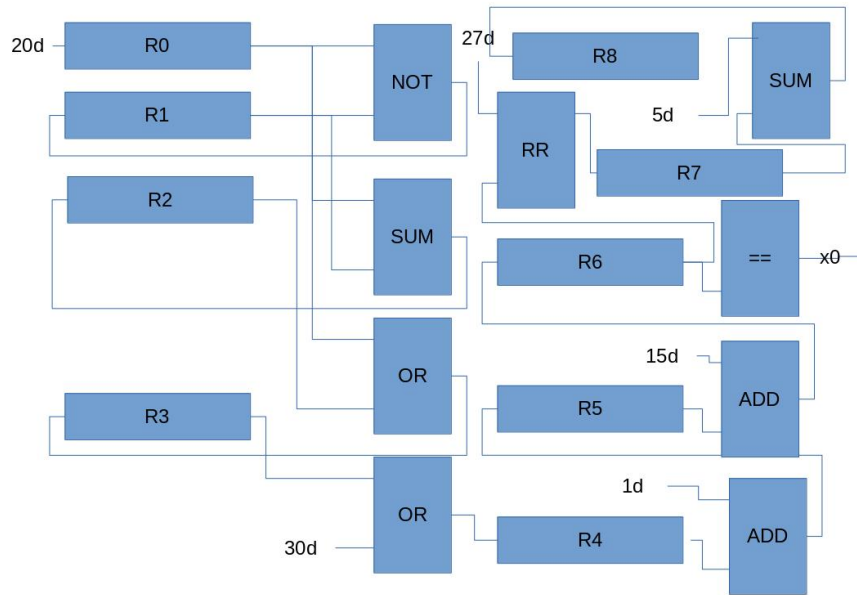 20d
R0
NOT
R1
R2
SUM
OR
R3
OR
30d
27d
R8
SUM
5d
RR
R7
R6
==
x0
15d
R5
ADD
1d
R4
ADD